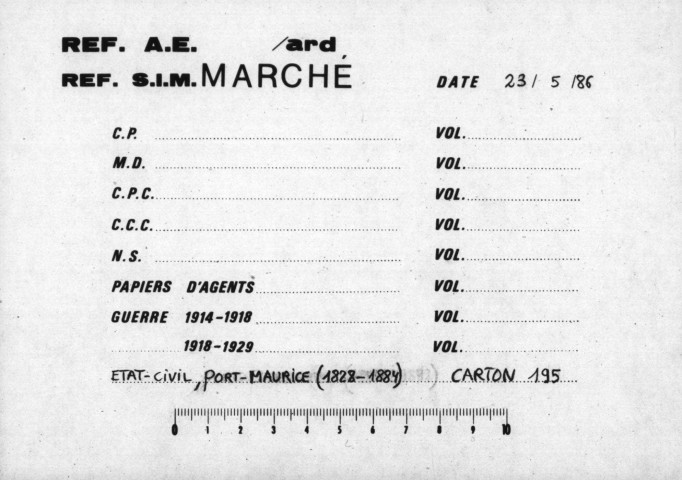 REF. A.E. /ard
REF. S.I.M. MARCHÉ DATE 23/5/86
C.P. VOL.
M.D. VOL.
C.P.C. VOL.
C.C.C. VOL.
N.S. VOL.
PAPIERS D'AGENTS VOL.
GUERRE 1914-1918 VOL.
1918-1929 VOL.
ETAT-civil, PORT-MAURICE (1828-1884) CARTON 195
0 1 2 3 4 5 6 7 8 9 10